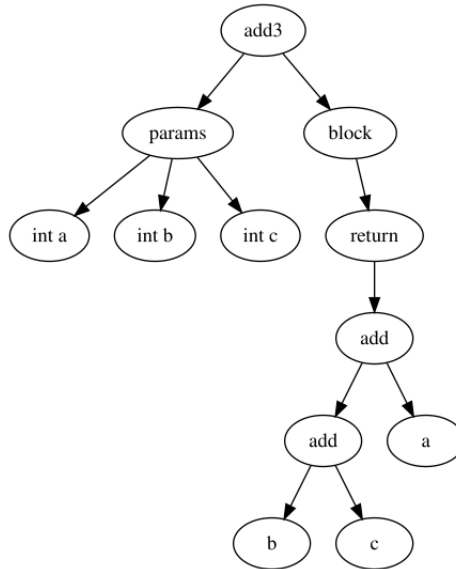 add3
params
block
int a
int b
int c
return
add
add
a
b
c